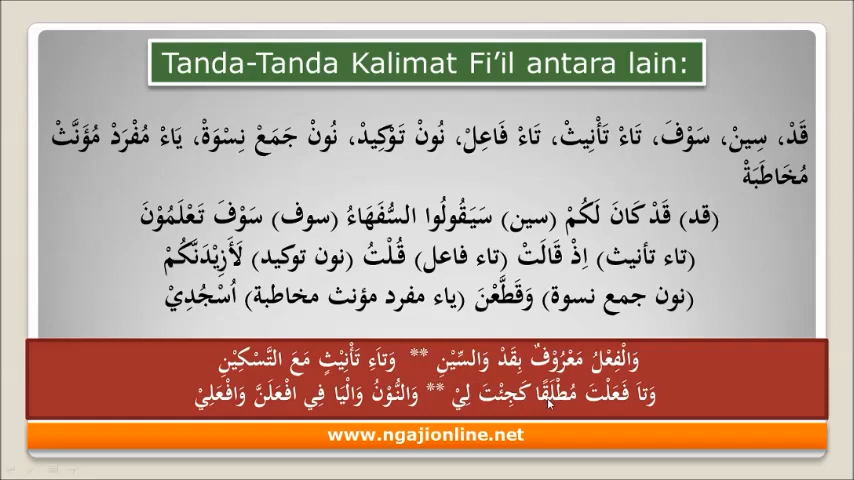 Tanda-Tanda Kalimat Fi’il antara lain:
قَدْ، سِينْ، سَوْفَ، تَاءْ تَأْنِيثْ، تَاءْ فَاعِلْ، نُونْ تَوْكِيدْ، نُونْ جَمَعْ نِسْوَةْ، يَاءْ مُفْرَدْ مُؤَنَّثْ
مُخَاطَبَةْ
(قد) قَدْ كَانَ لَكُمْ (سين) سَيَقُولُوا السُّفَهَاءُ (سوف) سَوْفَ تَعْلَمُوْنَ
(تاء تأنيث) اِذْ قَالَتْ (تاء فاعل) قُلْتُ (نون توكيد) لَأَزِيْدَنَّكُمْ
(نون جمع نسوة) وَقَطَّعْنَ (ياء مفرد مؤنث مخاطبة) اُسْجُدِيْ
وَالْفِعْلُ مَعْرُوْفٌ بِقَدْ وَالسِّيْنِ ** وَتَاءِ تَأْنِيْثٍ مَعَ التَّسْكِيْنِ
وَتاَ فَعَلْتَ مُطْلَقًا كَجِئْتَ لِيْ ** وَالنُّوْنُ وَالْيَا فِي افْعَلَنَّ وَافْعَلِيْ
www.ngajionline.net